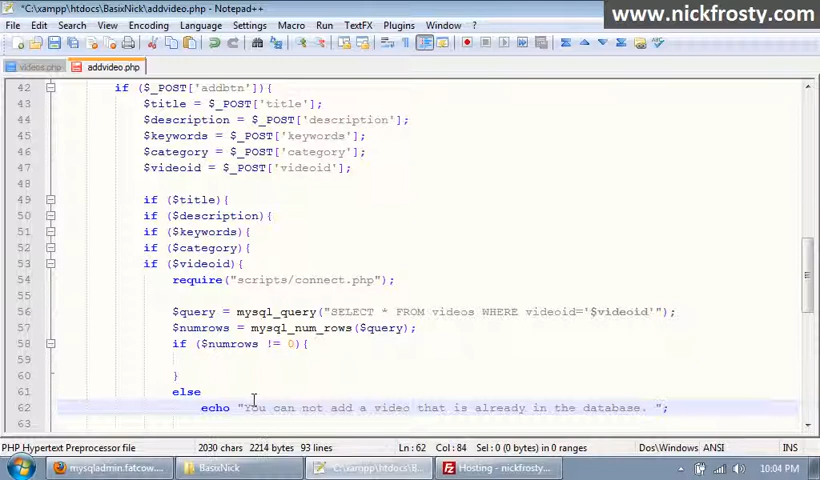 *C:\xampp\htdocs\BasixNick\addvideo.php - Notepad++
www.nickfrosty.com
File Edit Search View Encoding Language Settings Macro Run TextFX Plugins Window ?
videos.php addvideo.php
42 if ($_POST['addbtn']){
43 $title = $_POST['title'];
44 $description = $_POST['description'];
45 $keywords = $_POST['keywords'];
46 $category = $_POST['category'];
47 $videoid = $_POST['videoid'];
48
49 if ($title){
50 if ($description){
51 if ($keywords){
52 if ($category){
53 if ($videoid){
54 require("scripts/connect.php");
55
56 $query = mysql_query("SELECT * FROM videos WHERE videoid='$videoid'");
57 $numrows = mysql_num_rows($query);
58 if ($numrows != 0){
59
60 }
61 else
62 echo "You can not add a video that is already in the database. ";
63
PHP Hypertext Preprocessor file 2030 chars 2214 bytes 93 lines Ln : 62 Col : 84 Sel : 0 (0 bytes) in 0 ranges Dos\Windows ANSI INS
mysqladmin.fatcow.... BasixNick C:\xampp\htdocs\B... Hosting - nickfrosty... 10:04 PM